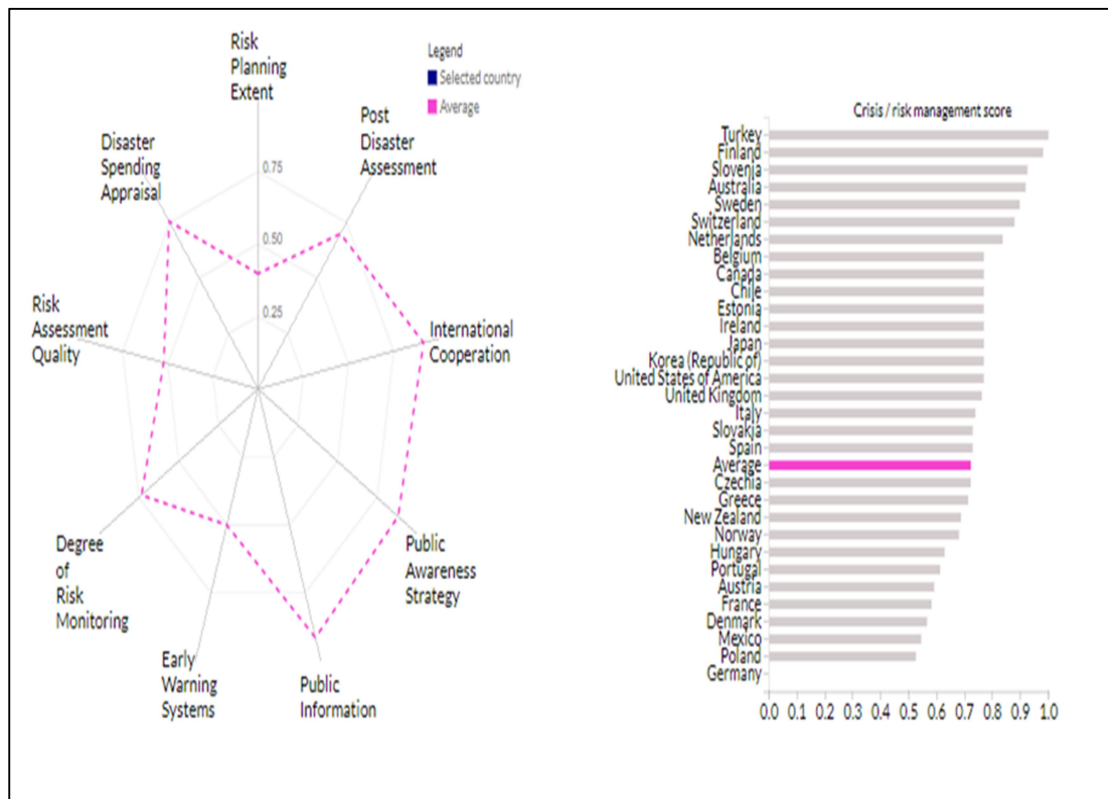 Risk
Planning
Extent
Legend
Selected country
Average
Post
Disaster
Assessment
Disaster
Spending
Appraisal
0.75
0.50
0.25
Risk
Assessment
Quality
International
Cooperation
Degree
of
Risk
Monitoring
Public
Awareness
Strategy
Early
Warning
Systems
Public
Information
Crisis / risk management score
Turkey
Finland
Slovenia
Australia
Sweden
Switzerland
Netherlands
Belgium
Canada
Chile
Estonia
Ireland
Japan
Korea (Republic of)
United States of America
United Kingdom
Italy
Slovakia
Spain
Average
Czechia
Greece
New Zealand
Norway
Hungary
Portugal
Austria
France
Denmark
Mexico
Poland
Germany
0.0 0.1 0.2 0.3 0.4 0.5 0.6 0.7 0.8 0.9 1.0